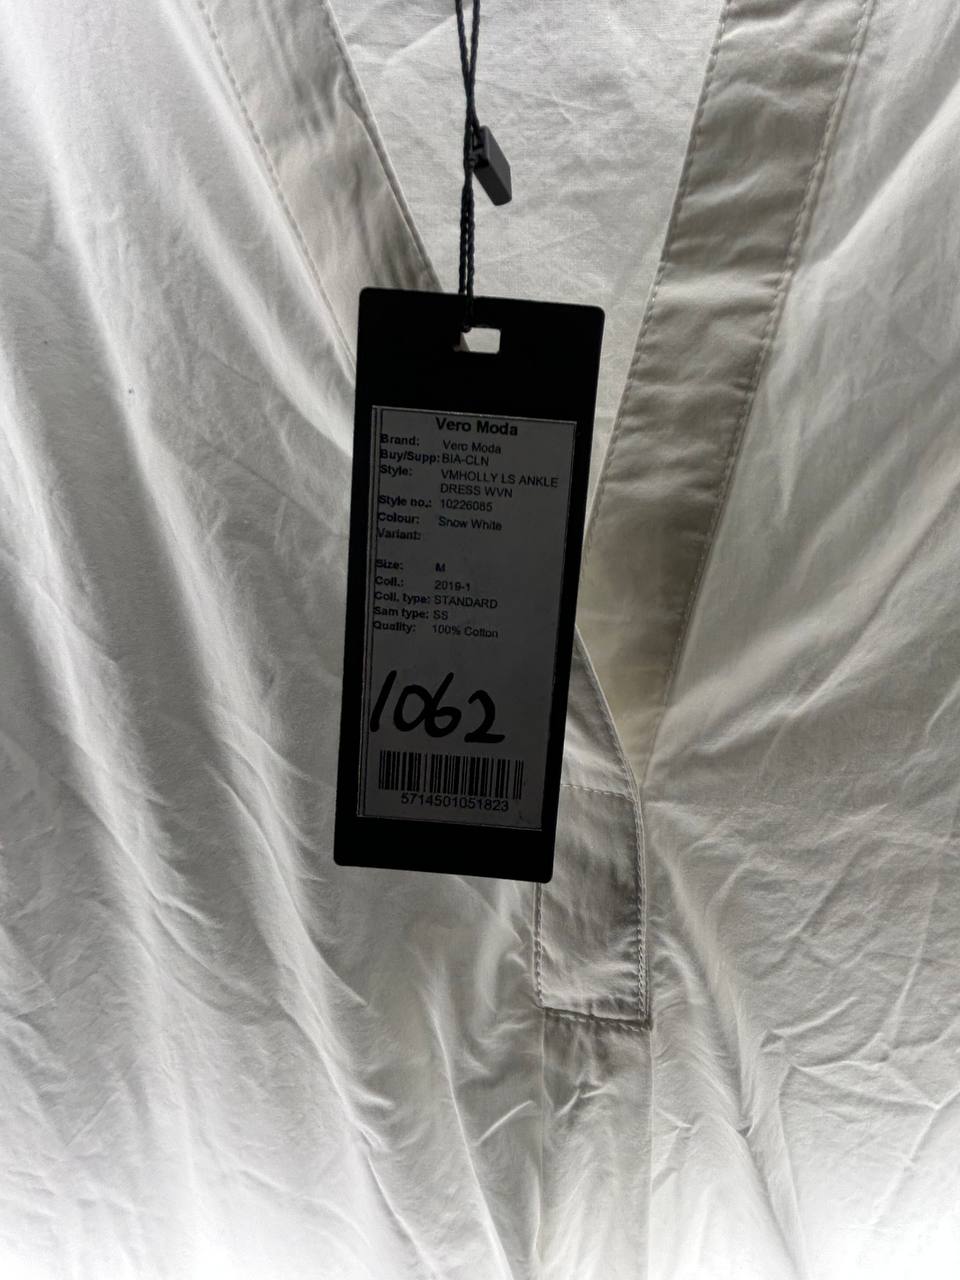 Vero Moda
Brand: Vero Moda
Buy/Supp: BIA-CLN
Style: VMHOLLY LS ANKLE
DRESS WVN
Style no.: 10226085
Colour: Snow White
Variant:
Size: M
Coll.: 2019-1
Coll. type: STANDARD
Sam type: SS
Quality: 100% Cotton
1062
5714501051823